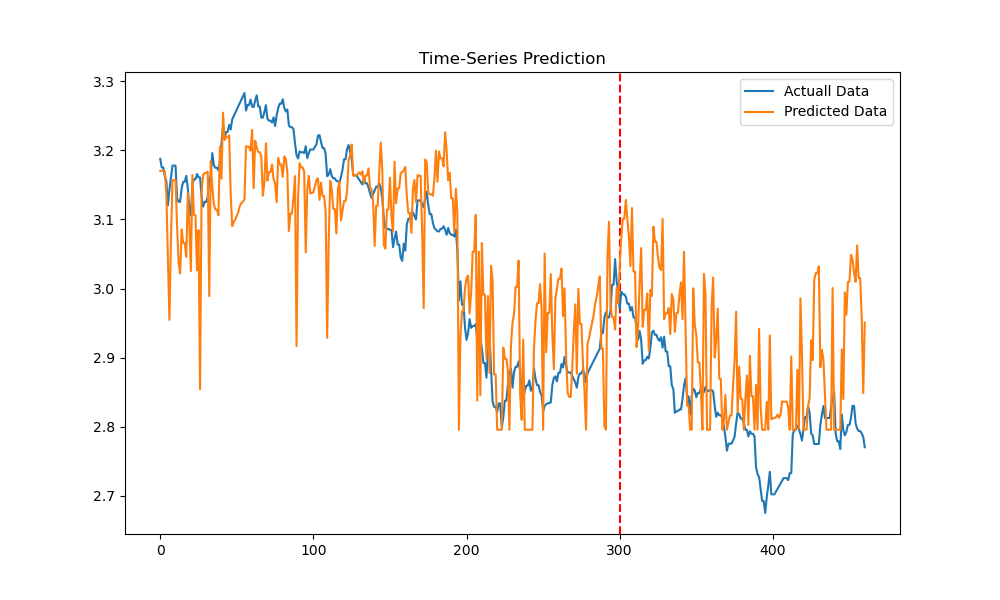 Time-Series Prediction
Actuall Data
Predicted Data
3.3
3.2
3.1
3.0
2.9
2.8
2.7
0 100 200 300 400